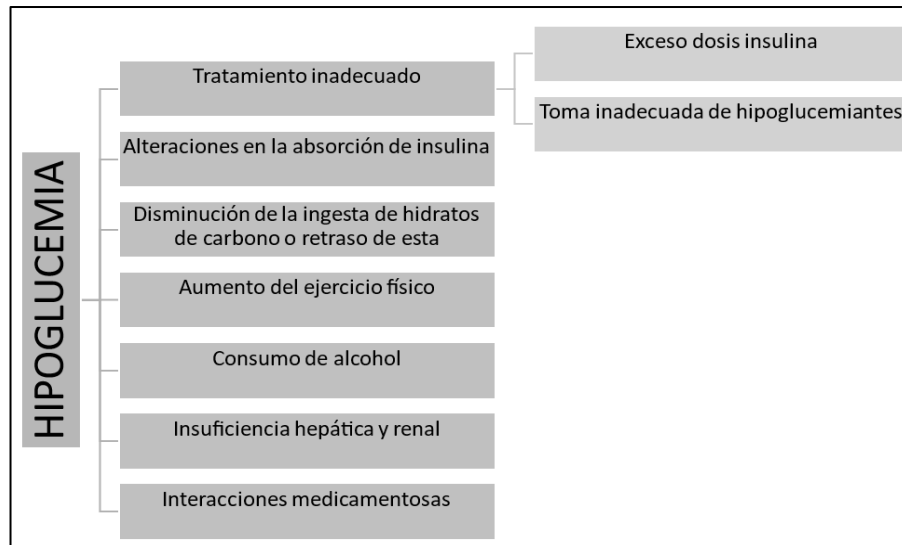 HIPOGLUCEMIA
Tratamiento inadecuado
Exceso dosis insulina
Toma inadecuada de hipoglucemiantes
Alteraciones en la absorción de insulina
Disminución de la ingesta de hidratos
de carbono o retraso de esta
Aumento del ejercicio físico
Consumo de alcohol
Insuficiencia hepática y renal
Interacciones medicamentosas